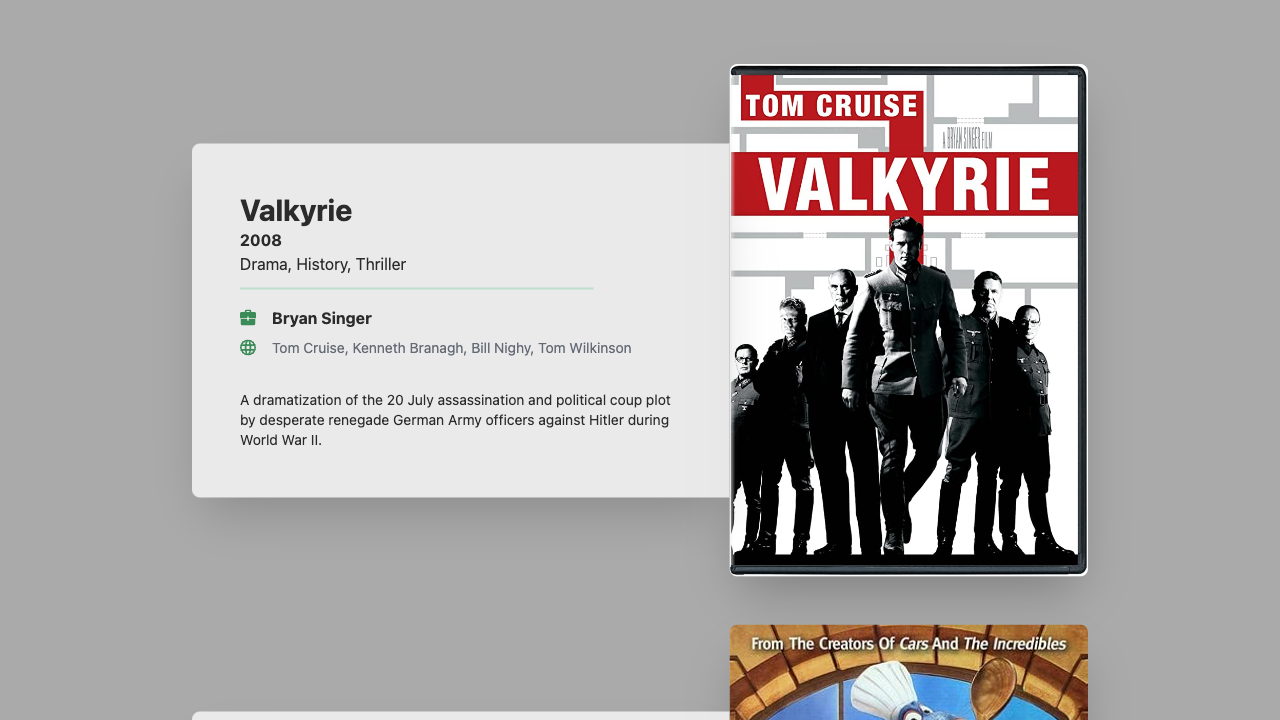 Valkyrie
2008
Drama, History, Thriller
Bryan Singer
Tom Cruise, Kenneth Branagh, Bill Nighy, Tom Wilkinson
A dramatization of the 20 July assassination and political coup plot
by desperate renegade German Army officers against Hitler during
World War II.
TOM CRUISE
A BRYAN SINGER FILM
VALKYRIE
From The Creators Of Cars And The Incredibles